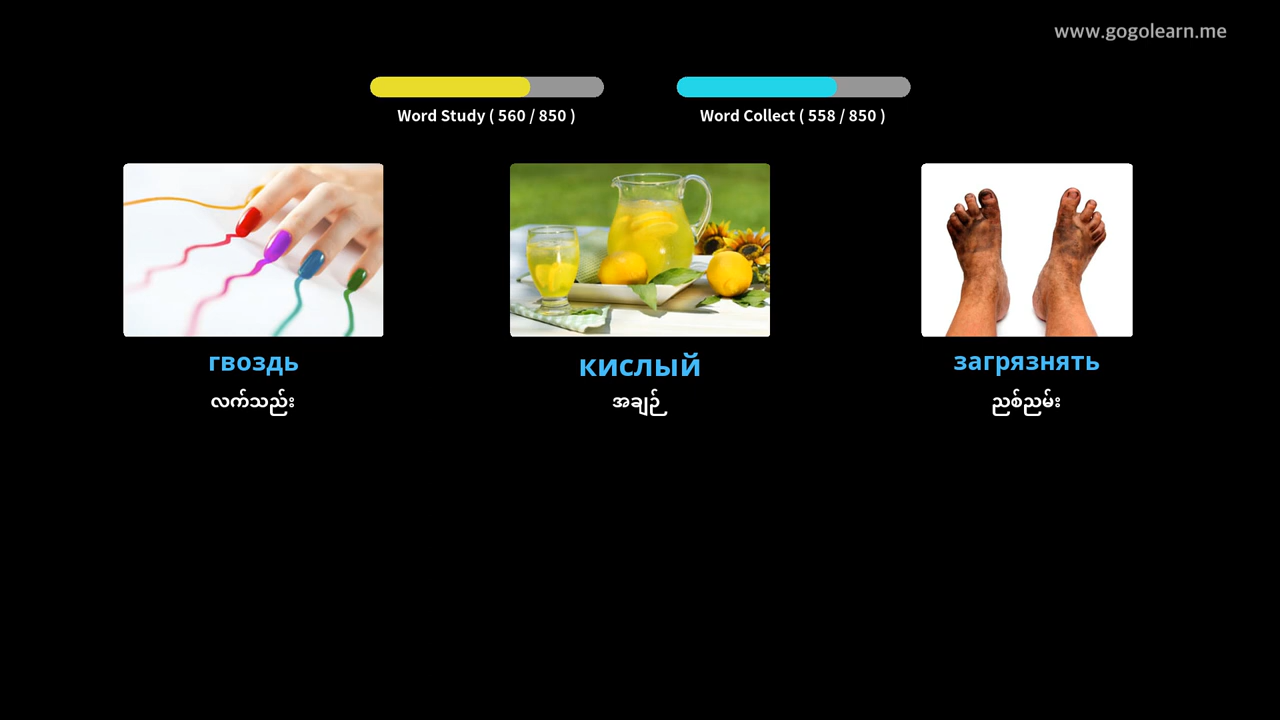 www.gogolearn.me
Word Study ( 560 / 850 )
Word Collect ( 558 / 850 )
гвоздь
кислый
загрязнять
လက်သည်း
အချဉ်
ညစ်ညမ်း